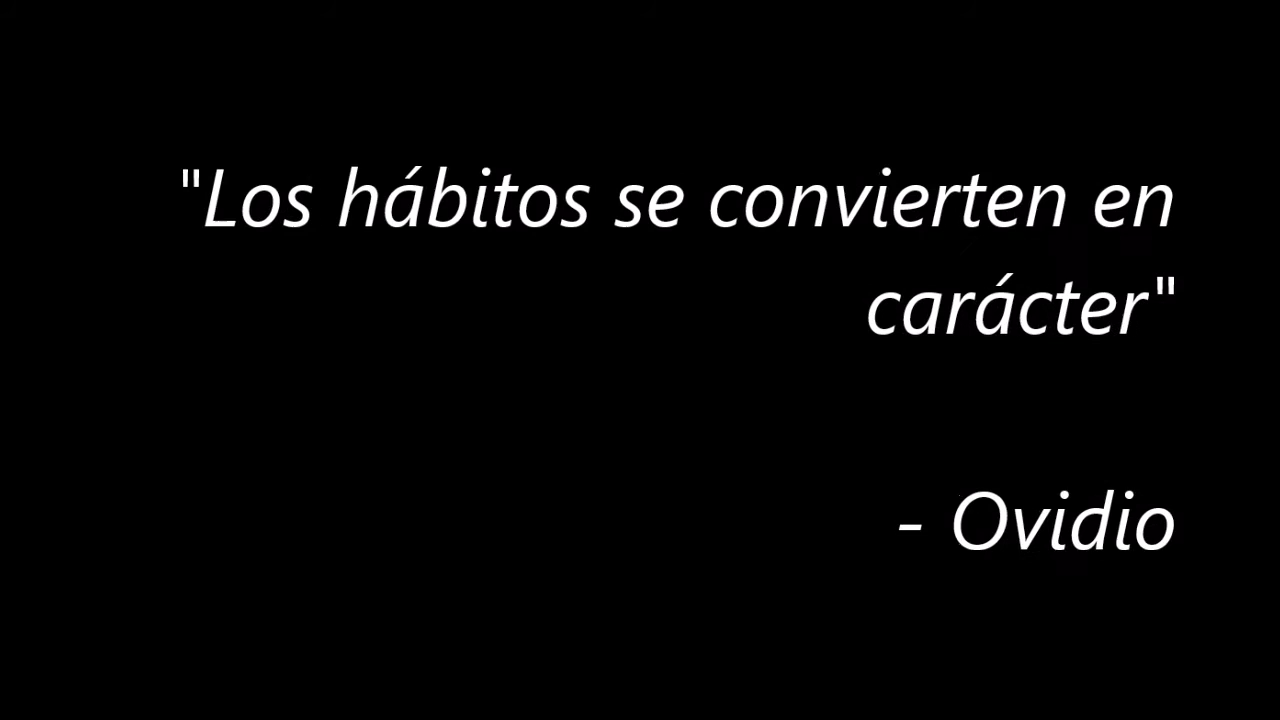 "Los hábitos se convierten en
carácter"
- Ovidio